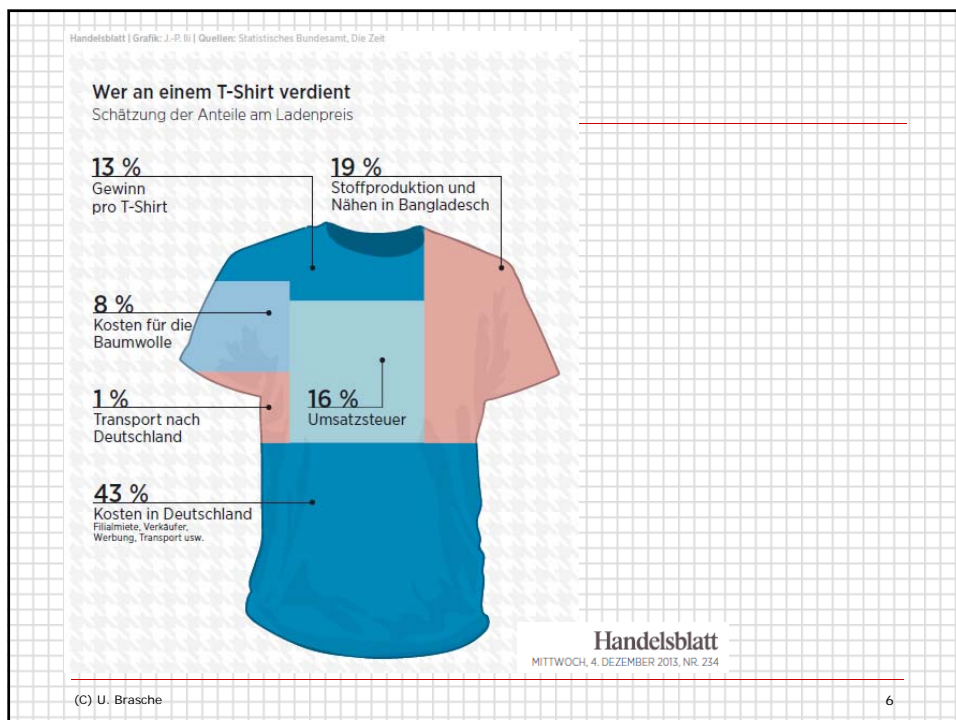 Handelsblatt | Grafik: J.-P. Ili | Quellen: Statistisches Bundesamt, Die Zeit
Wer an einem T-Shirt verdient
Schätzung der Anteile am Ladenpreis
13 %
Gewinn
pro T-Shirt
19 %
Stoffproduktion und
Nähen in Bangladesch
8 %
Kosten für die
Baumwolle
1 %
Transport nach
Deutschland
16 %
Umsatzsteuer
43 %
Kosten in Deutschland
Filialmiete, Verkäufer,
Werbung, Transport usw.
Handelsblatt
MITTWOCH, 4. DEZEMBER 2013, NR. 234
(C) U. Brasche
6